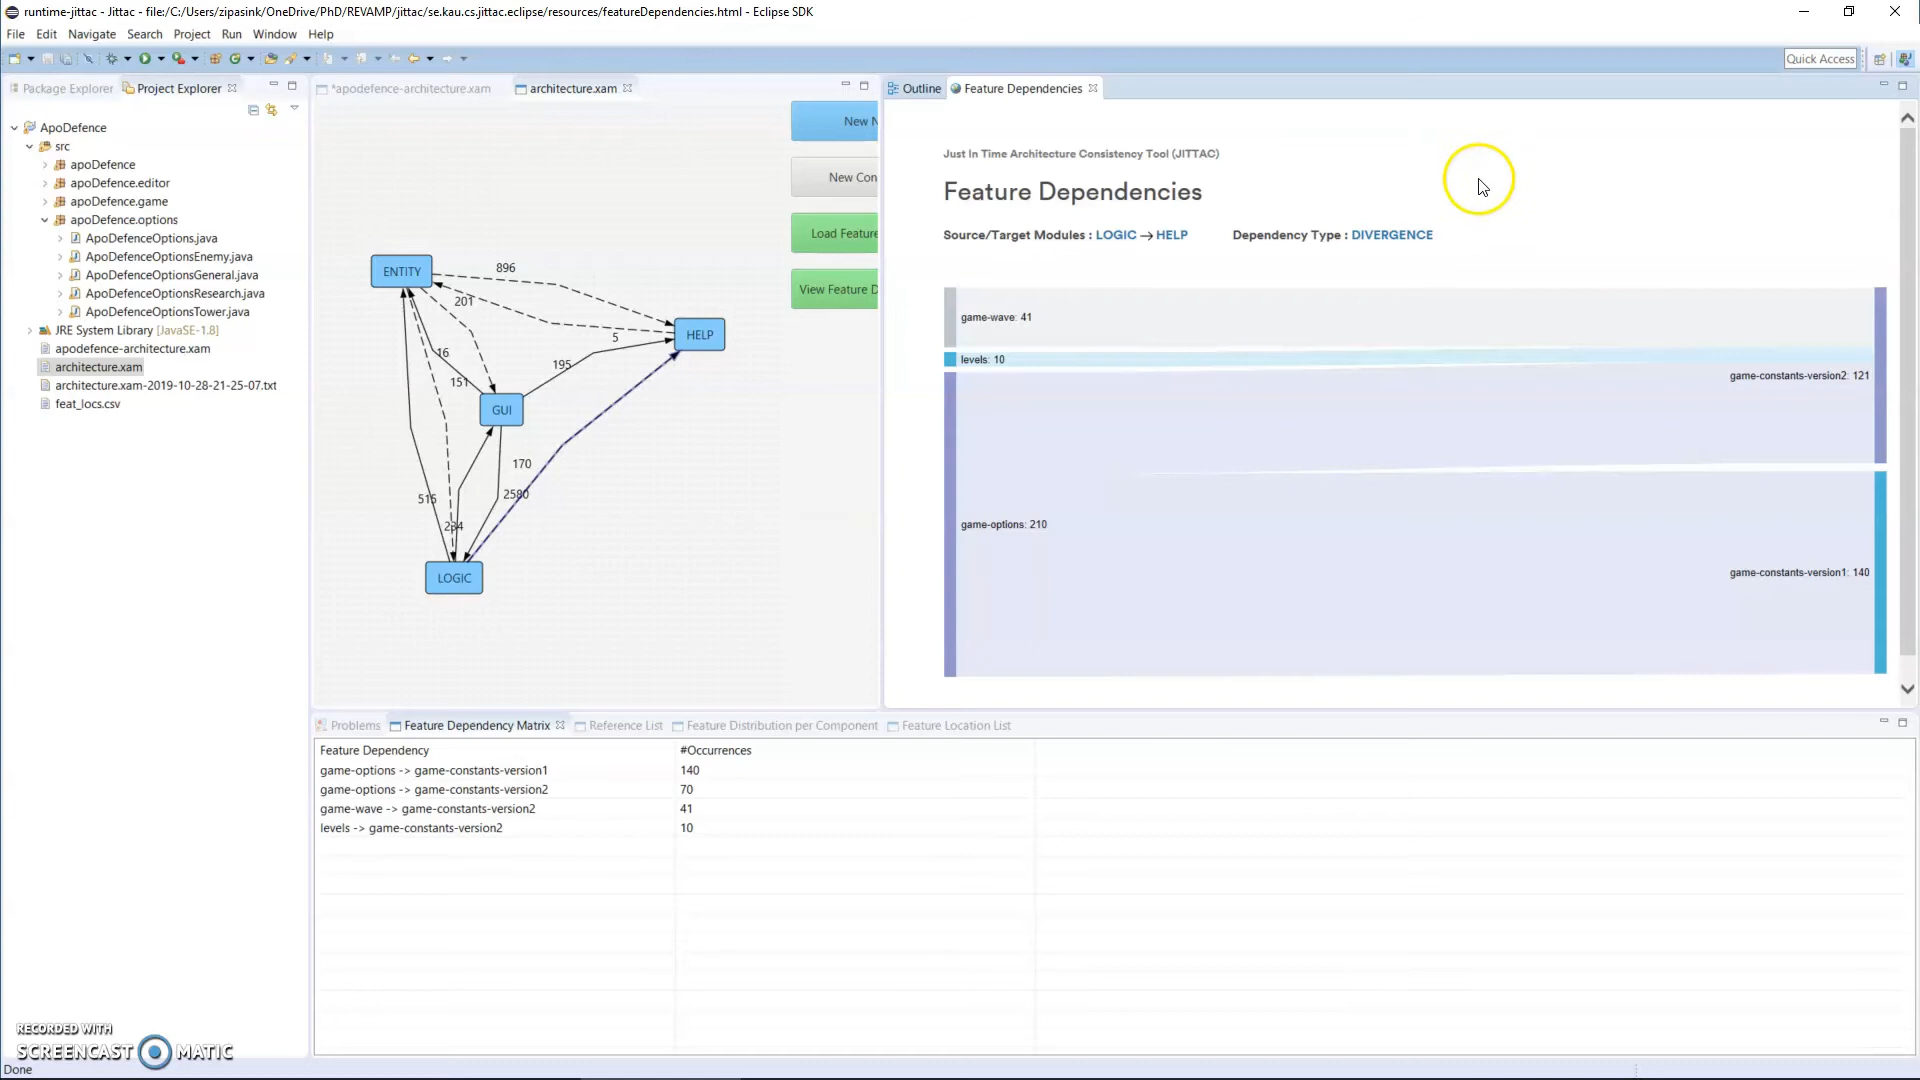 runtime-jittac - Jittac - file:/C:/Users/zipasink/OneDrive/PhD/REVAMP/jittac/se.kau.cs.jittac.eclipse/resources/featureDependencies.html - Eclipse SDK
File Edit Navigate Search Project Run Window Help
Quick Access
Package Explorer Project Explorer
ApoDefence
src
apoDefence
apoDefence.editor
apoDefence.game
apoDefence.options
ApoDefenceOptions.java
ApoDefenceOptionsEnemy.java
ApoDefenceOptionsGeneral.java
ApoDefenceOptionsResearch.java
ApoDefenceOptionsTower.java
JRE System Library [JavaSE-1.8]
apodefence-architecture.xam
architecture.xam
architecture.xam-2019-10-28-21-25-07.txt
feat_locs.csv
*apodefence-architecture.xam architecture.xam
New N
New Con
Load Feature
View Feature D
ENTITY
896
201
HELP
5
16
195
151
GUI
170
2580
515
234
LOGIC
Outline Feature Dependencies
Just In Time Architecture Consistency Tool (JITTAC)
Feature Dependencies
Source/Target Modules : LOGIC → HELP Dependency Type : DIVERGENCE
game-wave: 41
levels: 10
game-constants-version2: 121
game-options: 210
game-constants-version1: 140
Problems Feature Dependency Matrix Reference List Feature Distribution per Component Feature Location List
Feature Dependency #Occurrences
game-options -> game-constants-version1 140
game-options -> game-constants-version2 70
game-wave -> game-constants-version2 41
levels -> game-constants-version2 10
RECORDED WITH
SCREENCAST MATIC
Done